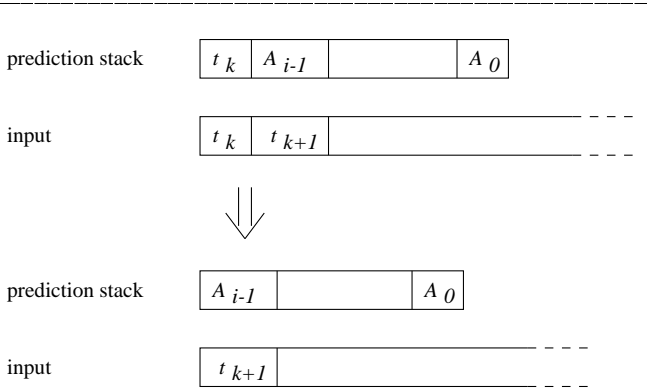 prediction stack t k A i-1 A 0
input t k t k+1
prediction stack A i-1 A 0
input t k+1